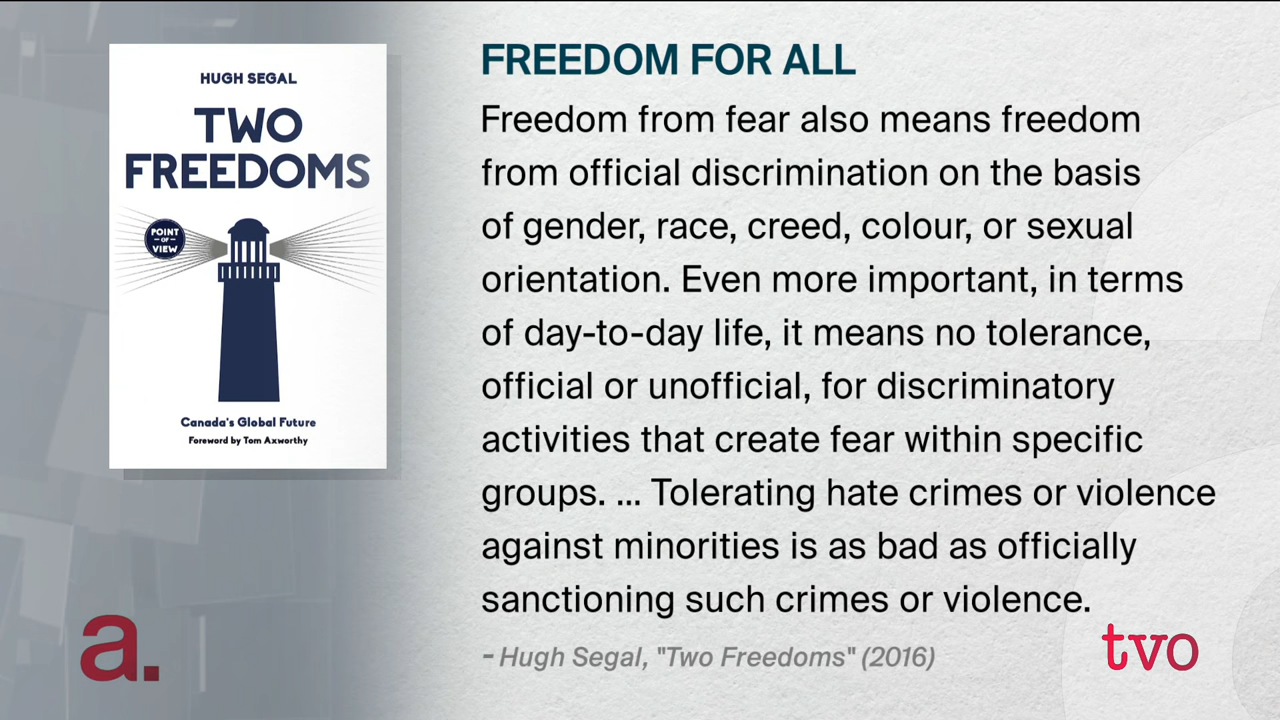 HUGH SEGAL
TWO
FREEDOMS
POINT
OF
VIEW
Canada's Global Future
Foreword by Tom Axworthy
FREEDOM FOR ALL
Freedom from fear also means freedom
from official discrimination on the basis
of gender, race, creed, colour, or sexual
orientation. Even more important, in terms
of day-to-day life, it means no tolerance,
official or unofficial, for discriminatory
activities that create fear within specific
groups. ... Tolerating hate crimes or violence
against minorities is as bad as officially
sanctioning such crimes or violence.
- Hugh Segal, "Two Freedoms" (2016)
a.
tvo